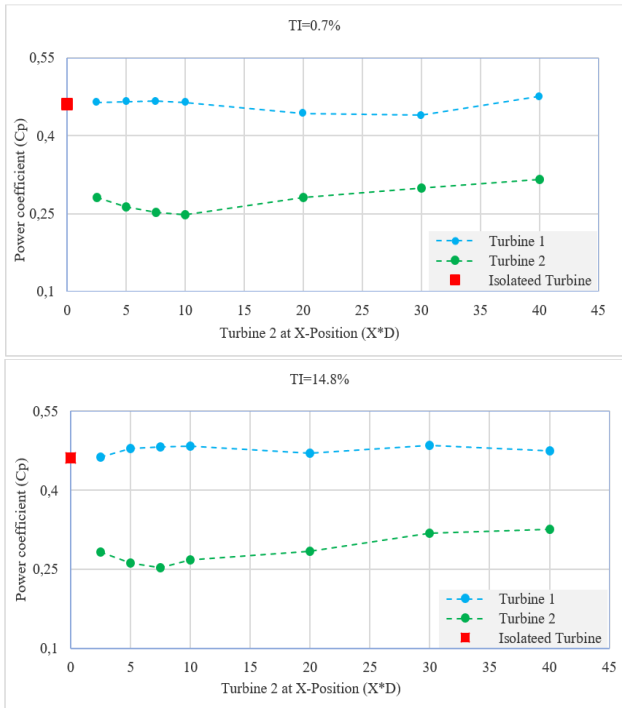 TI=0.7%
Power coefficient (Cp)
0,55
0,4
0,25
0,1
Turbine 1
Turbine 2
Isolateed Turbine
0 5 10 15 20 25 30 35 40 45
Turbine 2 at X-Position (X*D)
TI=14.8%
Power coefficient (Cp)
0,55
0,4
0,25
0,1
Turbine 1
Turbine 2
Isolateed Turbine
0 5 10 15 20 25 30 35 40 45
Turbine 2 at X-Position (X*D)